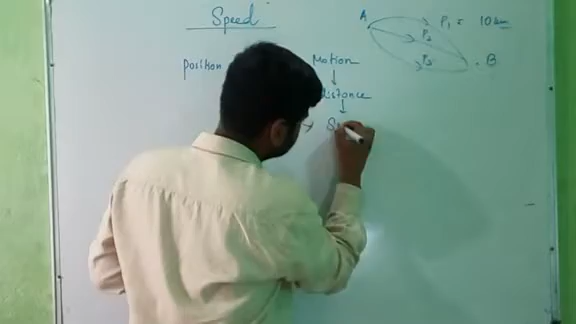 Speed
A P₁ = 10 km
P₂
P₃ B
position Motion
distance